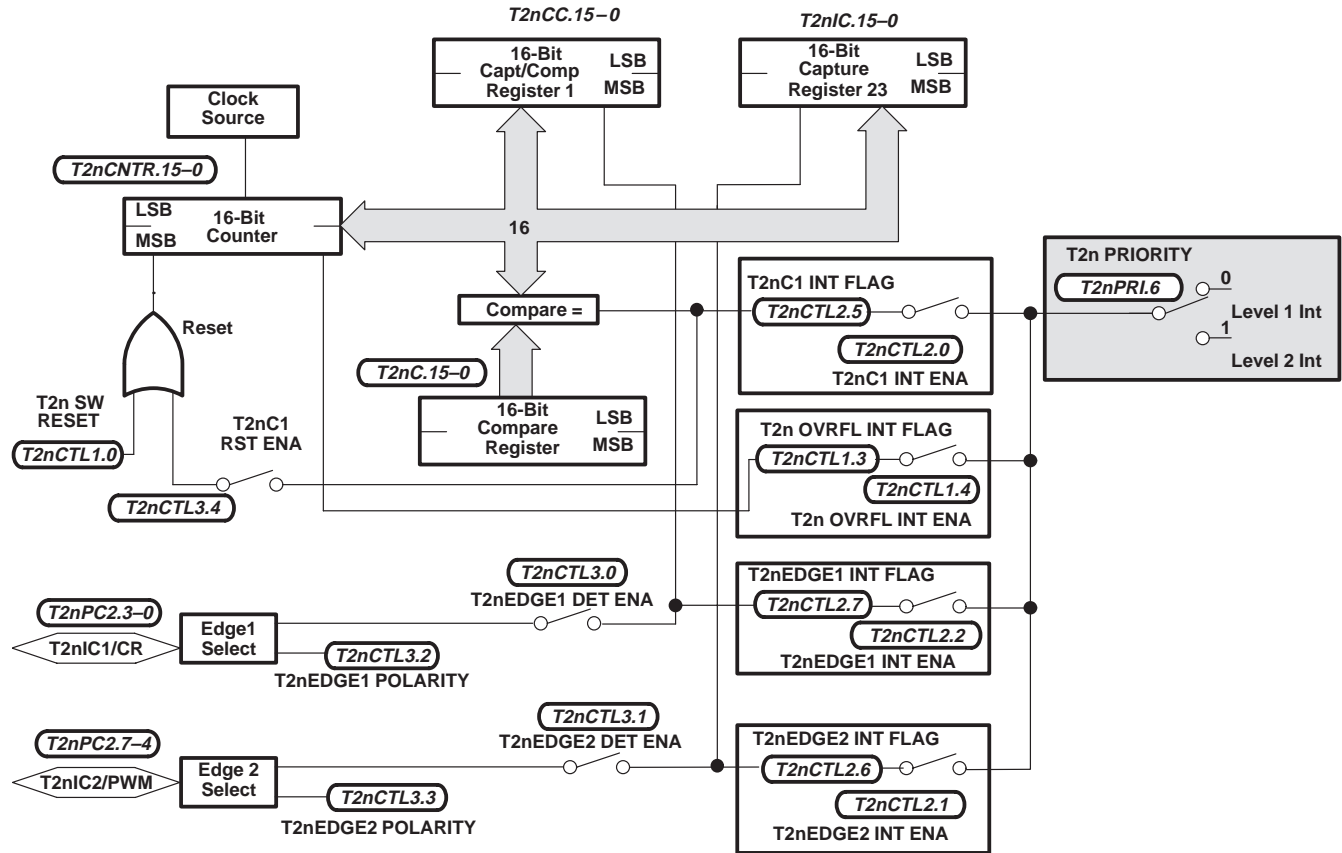 T2nCC.15–0
T2nIC.15–0
16-Bit
Capt/Comp
Register 1
LSB
MSB
16-Bit
Capture
Register 23
LSB
MSB
Clock
Source
T2nCNTR.15–0
LSB
MSB
16-Bit
Counter
16
Compare =
T2nC.15–0
16-Bit
Compare
Register
LSB
MSB
Reset
T2n SW
RESET
T2nCTL1.0
T2nC1
RST ENA
T2nCTL3.4
T2nC1 INT FLAG
T2nCTL2.5
T2nCTL2.0
T2nC1 INT ENA
T2n PRIORITY
T2nPRI.6
0
Level 1 Int
1
Level 2 Int
T2n OVRFL INT FLAG
T2nCTL1.3
T2nCTL1.4
T2n OVRFL INT ENA
T2nCTL3.0
T2nEDGE1 DET ENA
T2nPC2.3–0
T2nIC1/CR
Edge1
Select
T2nCTL3.2
T2nEDGE1 POLARITY
T2nEDGE1 INT FLAG
T2nCTL2.7
T2nCTL2.2
T2nEDGE1 INT ENA
T2nCTL3.1
T2nEDGE2 DET ENA
T2nPC2.7–4
T2nIC2/PWM
Edge 2
Select
T2nCTL3.3
T2nEDGE2 POLARITY
T2nEDGE2 INT FLAG
T2nCTL2.6
T2nCTL2.1
T2nEDGE2 INT ENA